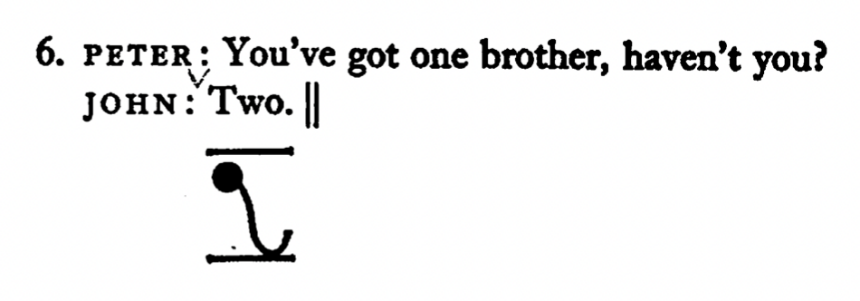 6. PETER: You've got one brother, haven't you?
JOHN: ˅Two. ||